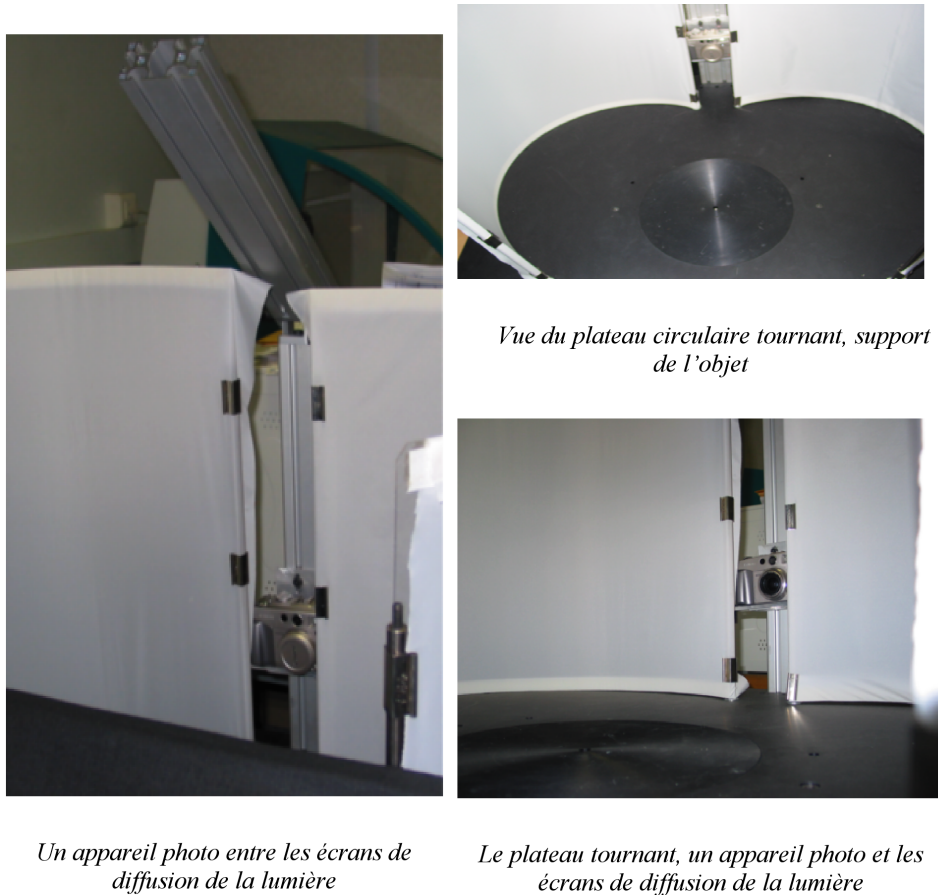 Vue du plateau circulaire tournant, support
de l'objet
Un appareil photo entre les écrans de
diffusion de la lumière
Le plateau tournant, un appareil photo et les
écrans de diffusion de la lumière